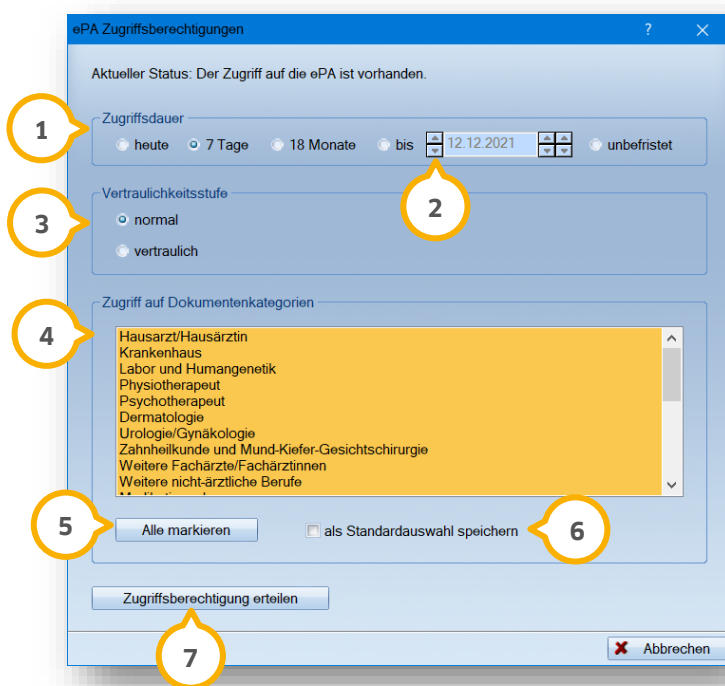 ePA Zugriffsberechtigungen ? ×
Aktueller Status: Der Zugriff auf die ePA ist vorhanden.
1
Zugriffsdauer
heute 7 Tage 18 Monate bis 12.12.2021 unbefristet
2
3
Vertraulichkeitsstufe
normal
vertraulich
4
Zugriff auf Dokumentenkategorien
Hausarzt/Hausärztin
Krankenhaus
Labor und Humangenetik
Physiotherapeut
Psychotherapeut
Dermatologie
Urologie/Gynäkologie
Zahnheilkunde und Mund-Kiefer-Gesichtschirurgie
Weitere Fachärzte/Fachärztinnen
Weitere nicht-ärztliche Berufe
5
Alle markieren als Standardauswahl speichern
6
Zugriffsberechtigung erteilen
7
Abbrechen